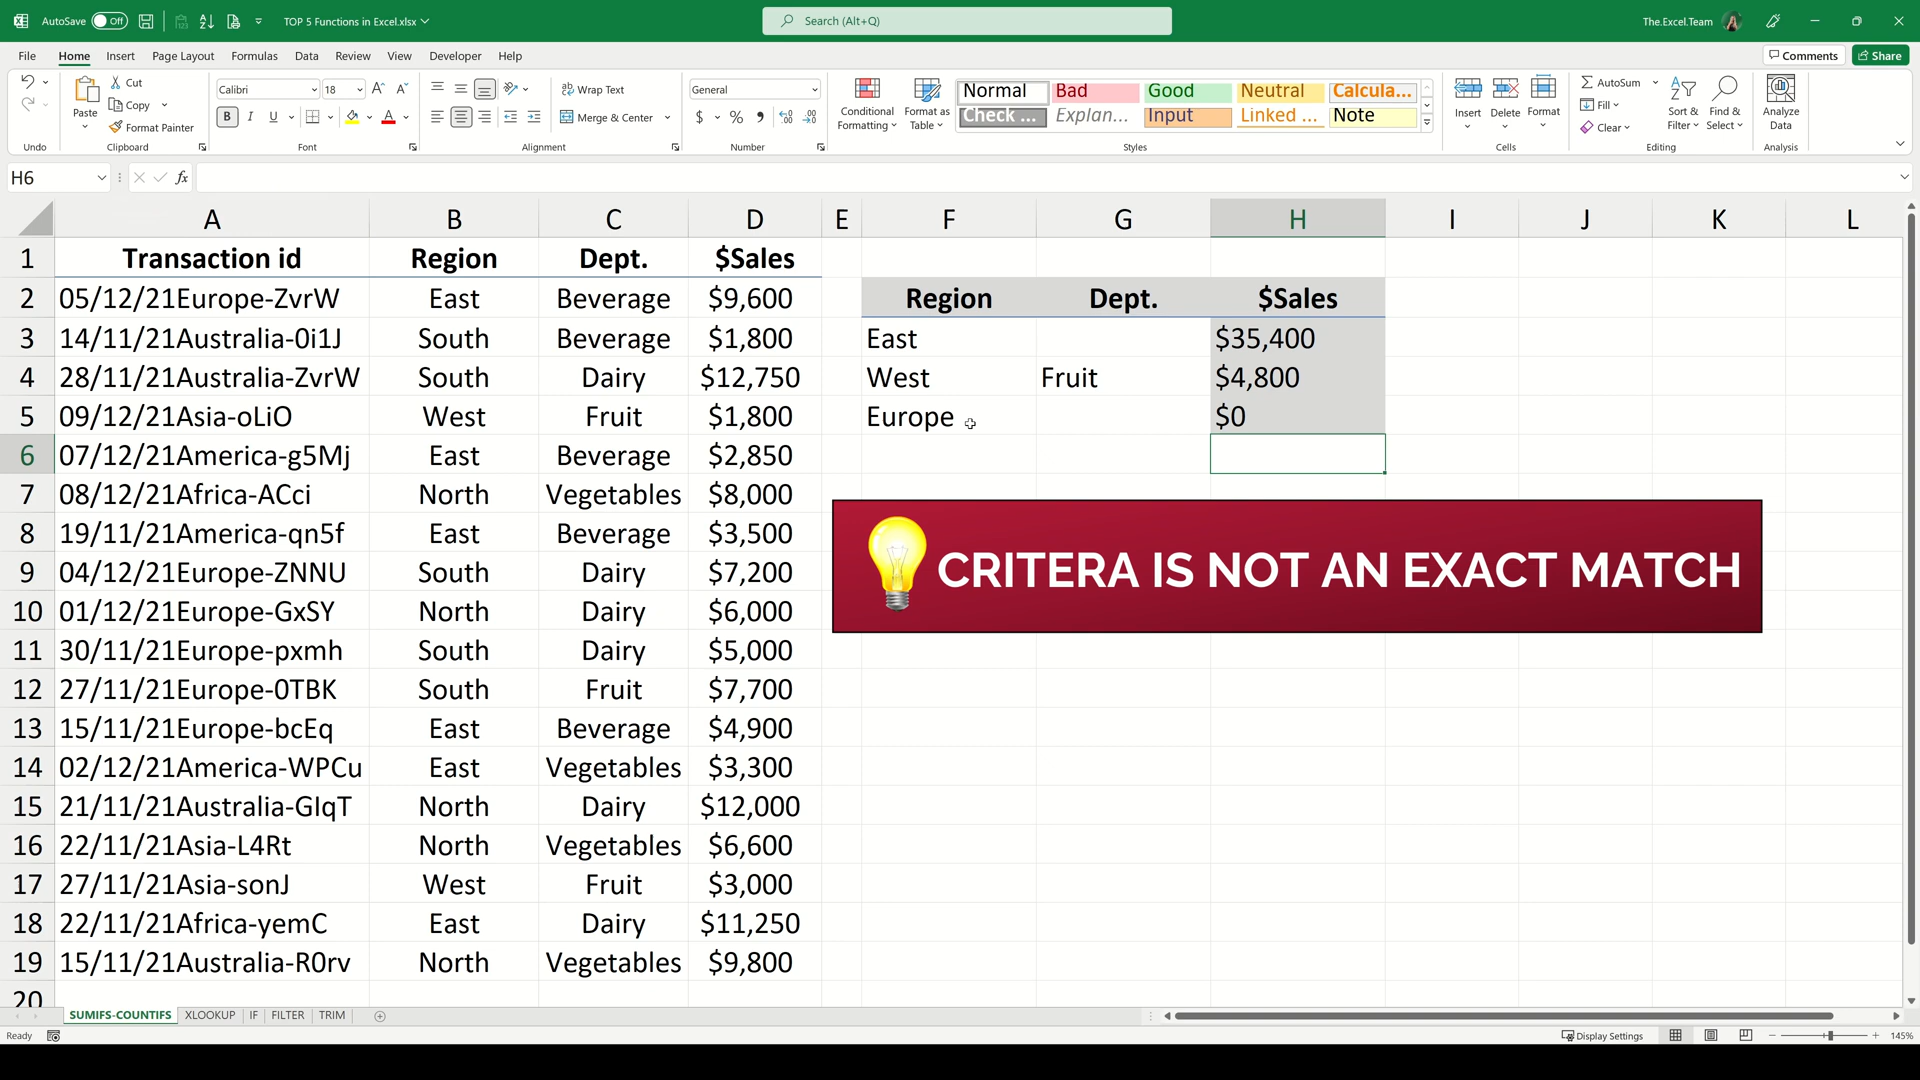 AutoSave Off TOP 5 Functions in Excel.xlsx Search (Alt+Q) The.Excel.Team
File Home Insert Page Layout Formulas Data Review View Developer Help Comments Share
Undo
Paste Cut Copy Format Painter Clipboard
Calibri 18 B I U A Font
Wrap Text Merge & Center Alignment
General $ % , Number
Conditional Formatting Format as Table
Normal Bad Good Neutral Calcula...
Check ... Explan... Input Linked ... Note
Styles
Insert Delete Format Cells
AutoSum Fill Clear Sort & Filter Find & Select Editing
Analyze Data Analysis
H6 fx
A B C D E F G H I J K L
1 Transaction id Region Dept. $Sales
2 05/12/21Europe-ZvrW East Beverage $9,600 Region Dept. $Sales
3 14/11/21Australia-0i1J South Beverage $1,800 East $35,400
4 28/11/21Australia-ZvrW South Dairy $12,750 West Fruit $4,800
5 09/12/21Asia-oLiO West Fruit $1,800 Europe $0
6 07/12/21America-g5Mj East Beverage $2,850
7 08/12/21Africa-ACci North Vegetables $8,000
8 19/11/21America-qn5f East Beverage $3,500
CRITERA IS NOT AN EXACT MATCH
9 04/12/21Europe-ZNNU South Dairy $7,200
10 01/12/21Europe-GxSY North Dairy $6,000
11 30/11/21Europe-pxmh South Dairy $5,000
12 27/11/21Europe-0TBK South Fruit $7,700
13 15/11/21Europe-bcEq East Beverage $4,900
14 02/12/21America-WPCu East Vegetables $3,300
15 21/11/21Australia-GIqT North Dairy $12,000
16 22/11/21Asia-L4Rt North Vegetables $6,600
17 27/11/21Asia-sonJ West Fruit $3,000
18 22/11/21Africa-yemC East Dairy $11,250
19 15/11/21Australia-R0rv North Vegetables $9,800
20
SUMIFS-COUNTIFS XLOOKUP IF FILTER TRIM
Ready Display Settings 145%